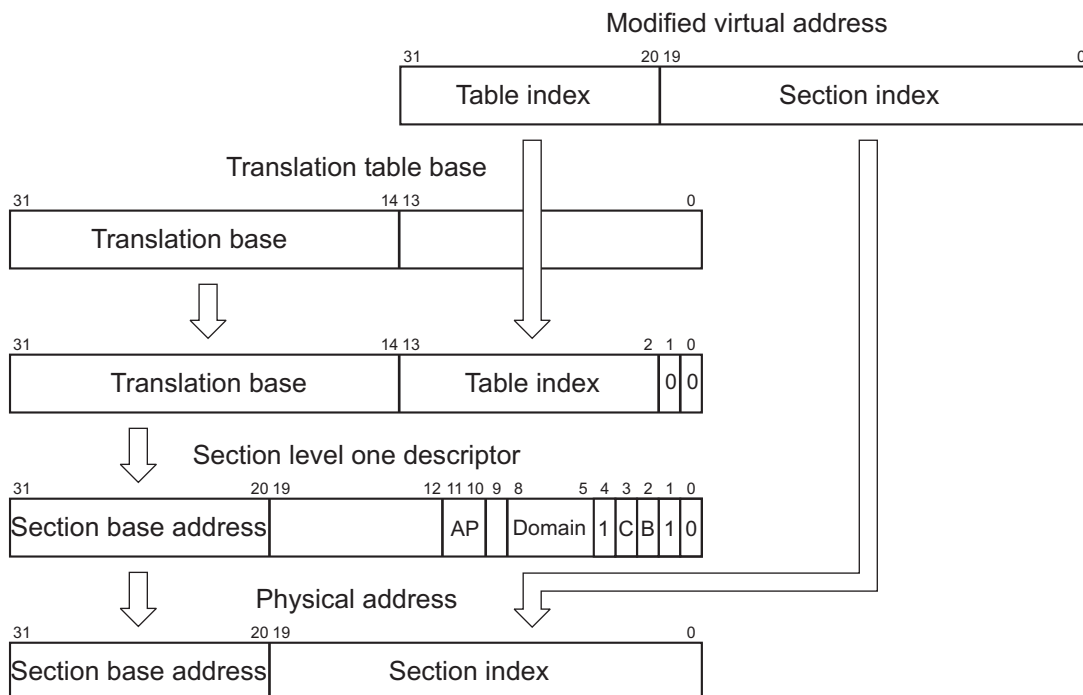 Modified virtual address
31 20 19 0
Table index Section index
Translation table base
31 14 13 0
Translation base
31 14 13 2 1 0
Translation base Table index 0 0
Section level one descriptor
31 20 19 12 11 10 9 8 5 4 3 2 1 0
Section base address AP Domain 1 C B 1 0
Physical address
31 20 19 0
Section base address Section index